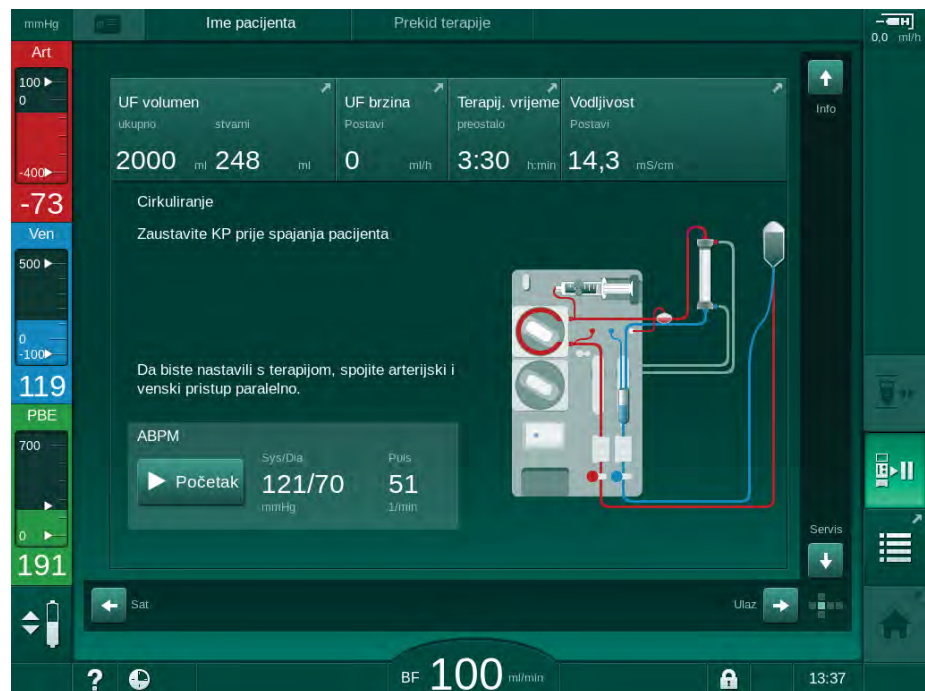 mmHg
Ime pacijenta
Prekid terapije
0,0 ml/h
Art
100
0
-400
-73
Ven
500
0
-100
119
PBE
700
0
191
UF volumen
ukupno stvarni
2000 ml 248 ml
UF brzina
Postavi
0 ml/h
Terapij. vrijeme
preostalo
3:30 h:min
Vodljivost
Postavi
14,3 mS/cm
Info
Cirkuliranje
Zaustavite KP prije spajanja pacijenta
Da biste nastavili s terapijom, spojite arterijski i
venski pristup paralelno.
ABPM
Početak
Sys/Dia
121/70
mmHg
Puls
51
1/min
Servis
Sat
Ulaz
?
BF 100 ml/min
13:37